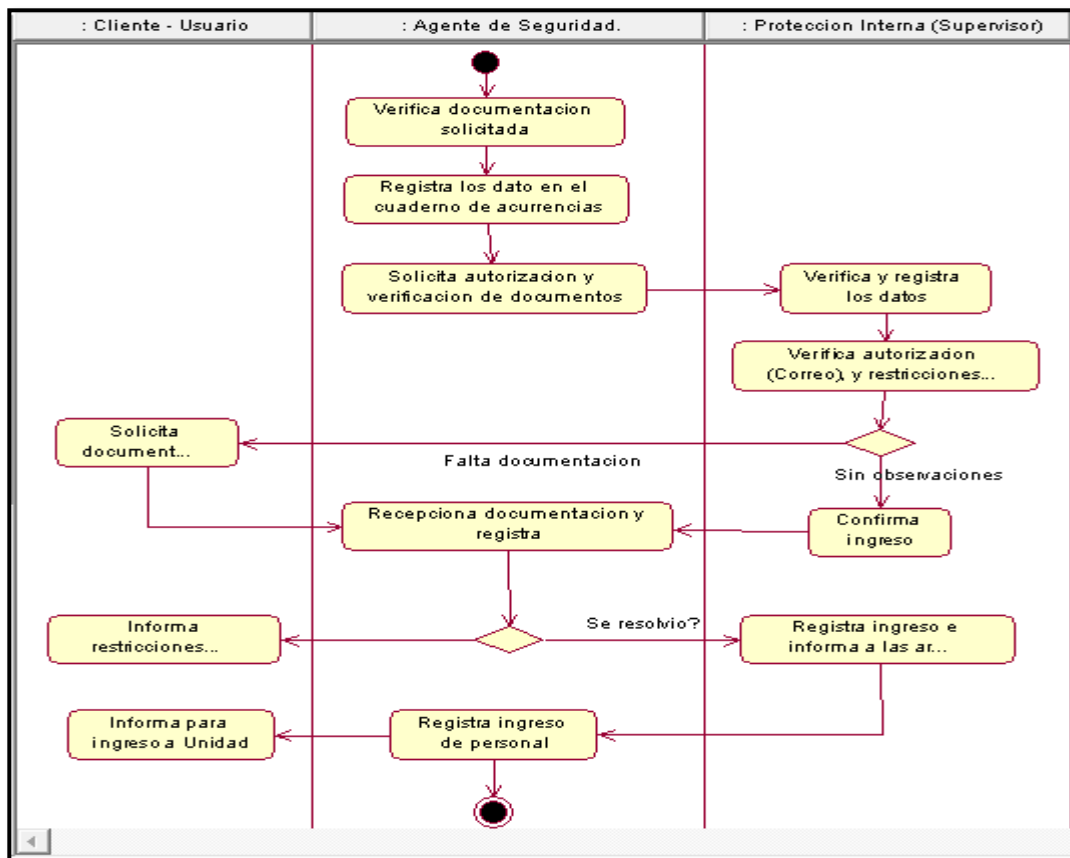 : Cliente - Usuario
: Agente de Seguridad.
: Proteccion Interna (Supervisor)
Verifica documentacion
solicitada
Registra los dato en el
cuaderno de acurrencias
Solicita autorizacion y
verificacion de documentos
Verifica y registra
los datos
Verifica autorizacion
(Correo), y restricciones...
Solicita
document...
Falta documentacion
Sin observaciones
Recepciona documentacion y
registra
Confirma
ingreso
Informa
restricciones...
Se resolvio?
Registra ingreso e
informa a las ar...
Informa para
ingreso a Unidad
Registra ingreso
de personal